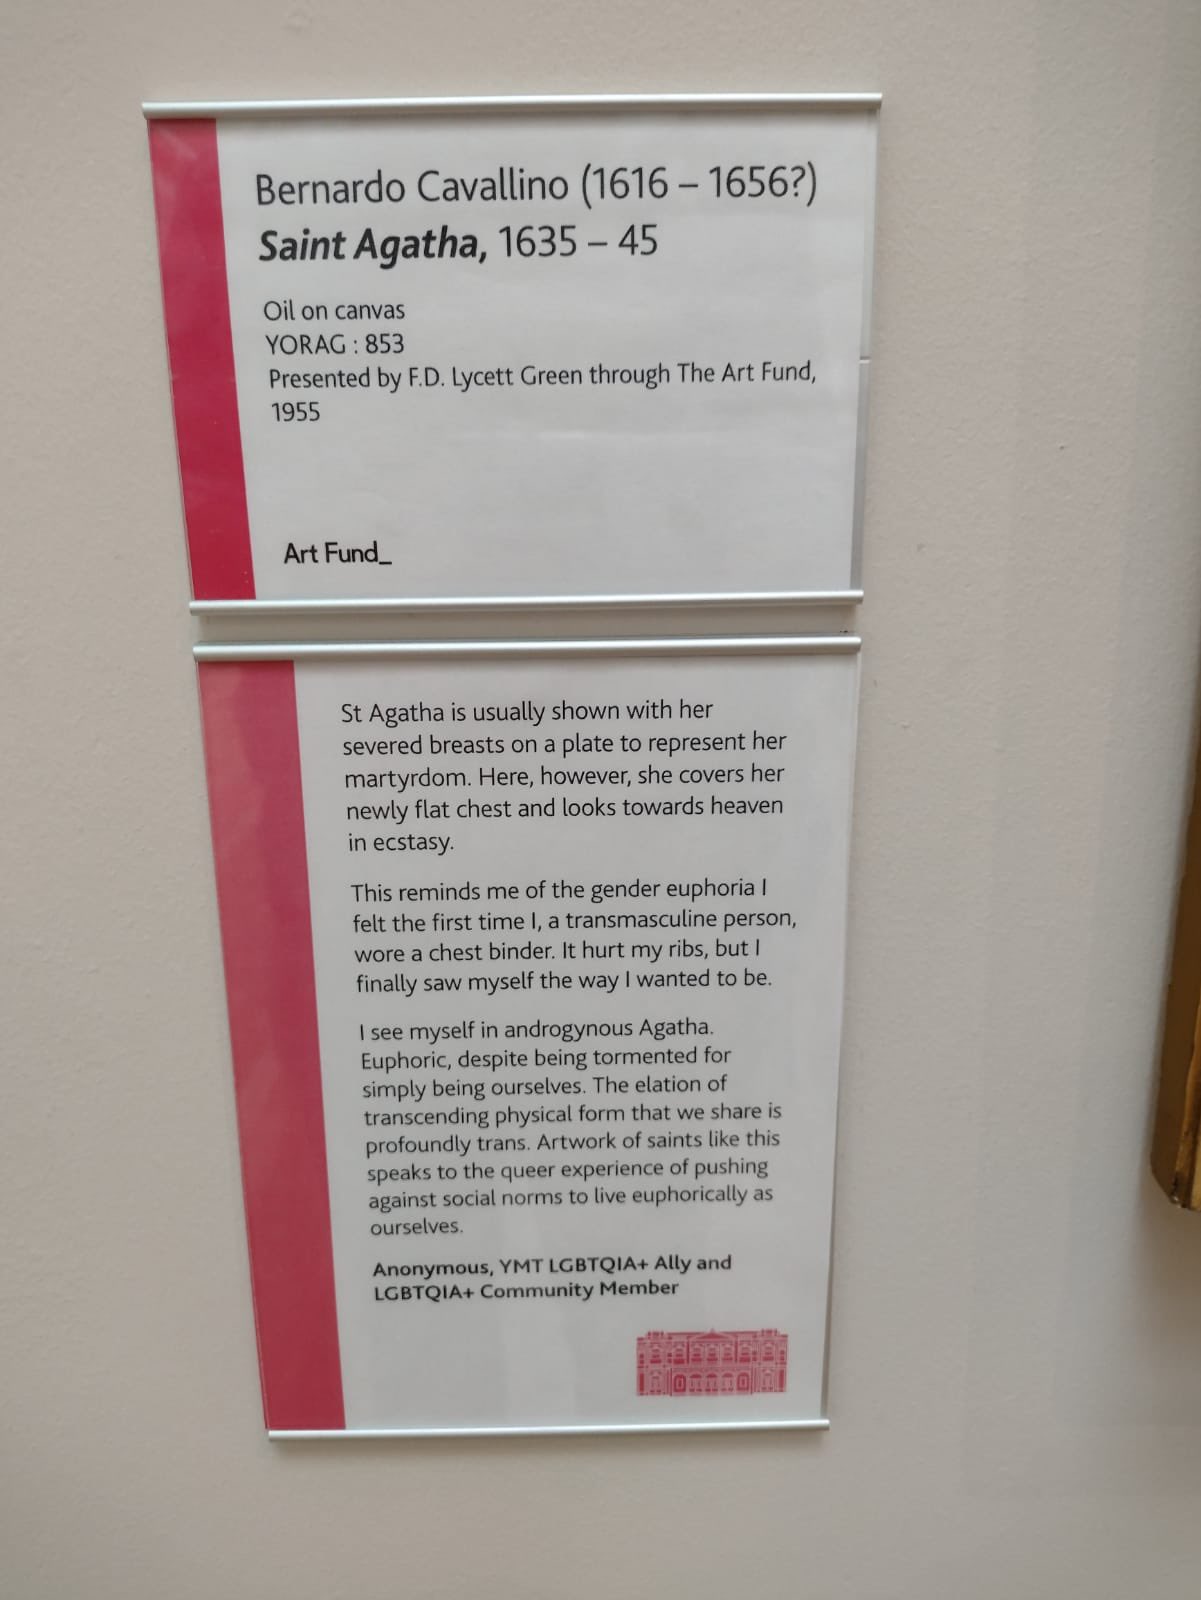 Bernardo Cavallino (1616 – 1656?)
Saint Agatha, 1635 – 45
Oil on canvas
YORAG : 853
Presented by F.D. Lycett Green through The Art Fund,
1955
Art Fund_
St Agatha is usually shown with her
severed breasts on a plate to represent her
martyrdom. Here, however, she covers her
newly flat chest and looks towards heaven
in ecstasy.
This reminds me of the gender euphoria I
felt the first time I, a transmasculine person,
wore a chest binder. It hurt my ribs, but I
finally saw myself the way I wanted to be.
I see myself in androgynous Agatha.
Euphoric, despite being tormented for
simply being ourselves. The elation of
transcending physical form that we share is
profoundly trans. Artwork of saints like this
speaks to the queer experience of pushing
against social norms to live euphorically as
ourselves.
Anonymous, YMT LGBTQIA+ Ally and
LGBTQIA+ Community Member